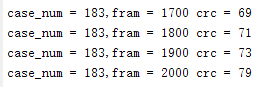 case_num = 183,fram = 1700 crc = 69
case_num = 183,fram = 1800 crc = 71
case_num = 183,fram = 1900 crc = 73
case_num = 183,fram = 2000 crc = 79